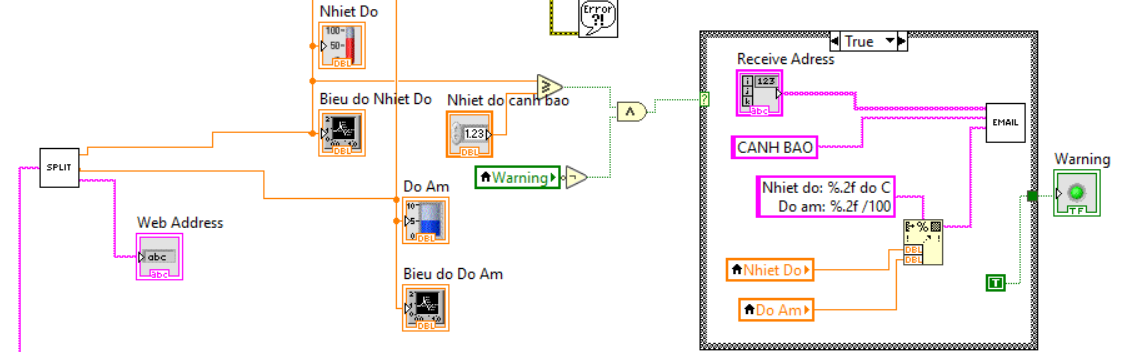 Nhiet Do
100-
50-
DBL
Error
?!
True
Receive Adress
i
j
k
123
abc
Bieu do Nhiet Do
DBL
Nhiet do canh bao
1.23
DBL
EMAIL
CANH BAO
SPLIT
Warning
Do Am
10-
5-
0
DBL
Nhiet do: %.2f do C
Do am: %.2f /100
Warning
TF
Web Address
abc
abc
%
DBL
DBL
Nhiet Do
Bieu do Do Am
DBL
T
Do Am